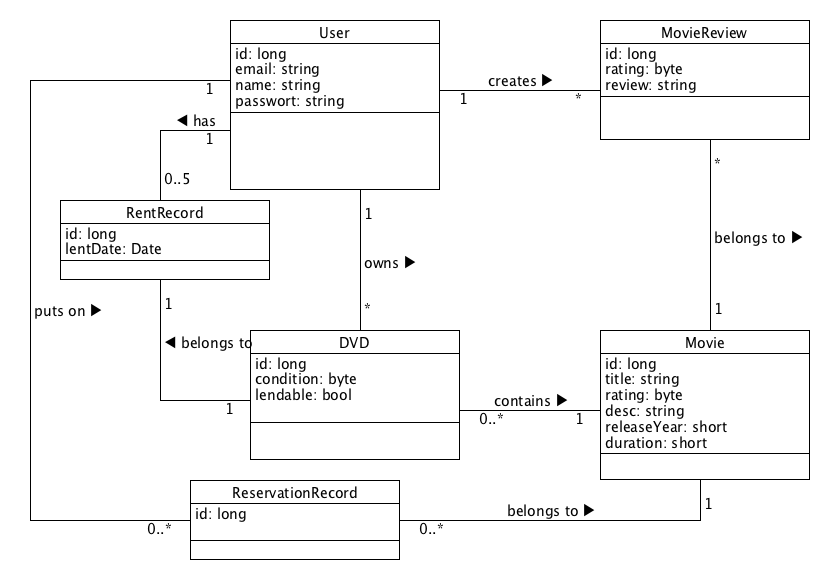 User
id: long
email: string
name: string
passwort: string
MovieReview
id: long
rating: byte
review: string
creates ▶
1
*
1
◀ has
1
0..5
RentRecord
id: long
lentDate: Date
1
owns ▶
*
*
belongs to ▶
1
puts on ▶
1
◀ belongs to
1
DVD
id: long
condition: byte
lendable: bool
contains ▶
0..*
1
Movie
id: long
title: string
rating: byte
desc: string
releaseYear: short
duration: short
ReservationRecord
id: long
0..*
0..*
belongs to ▶
1